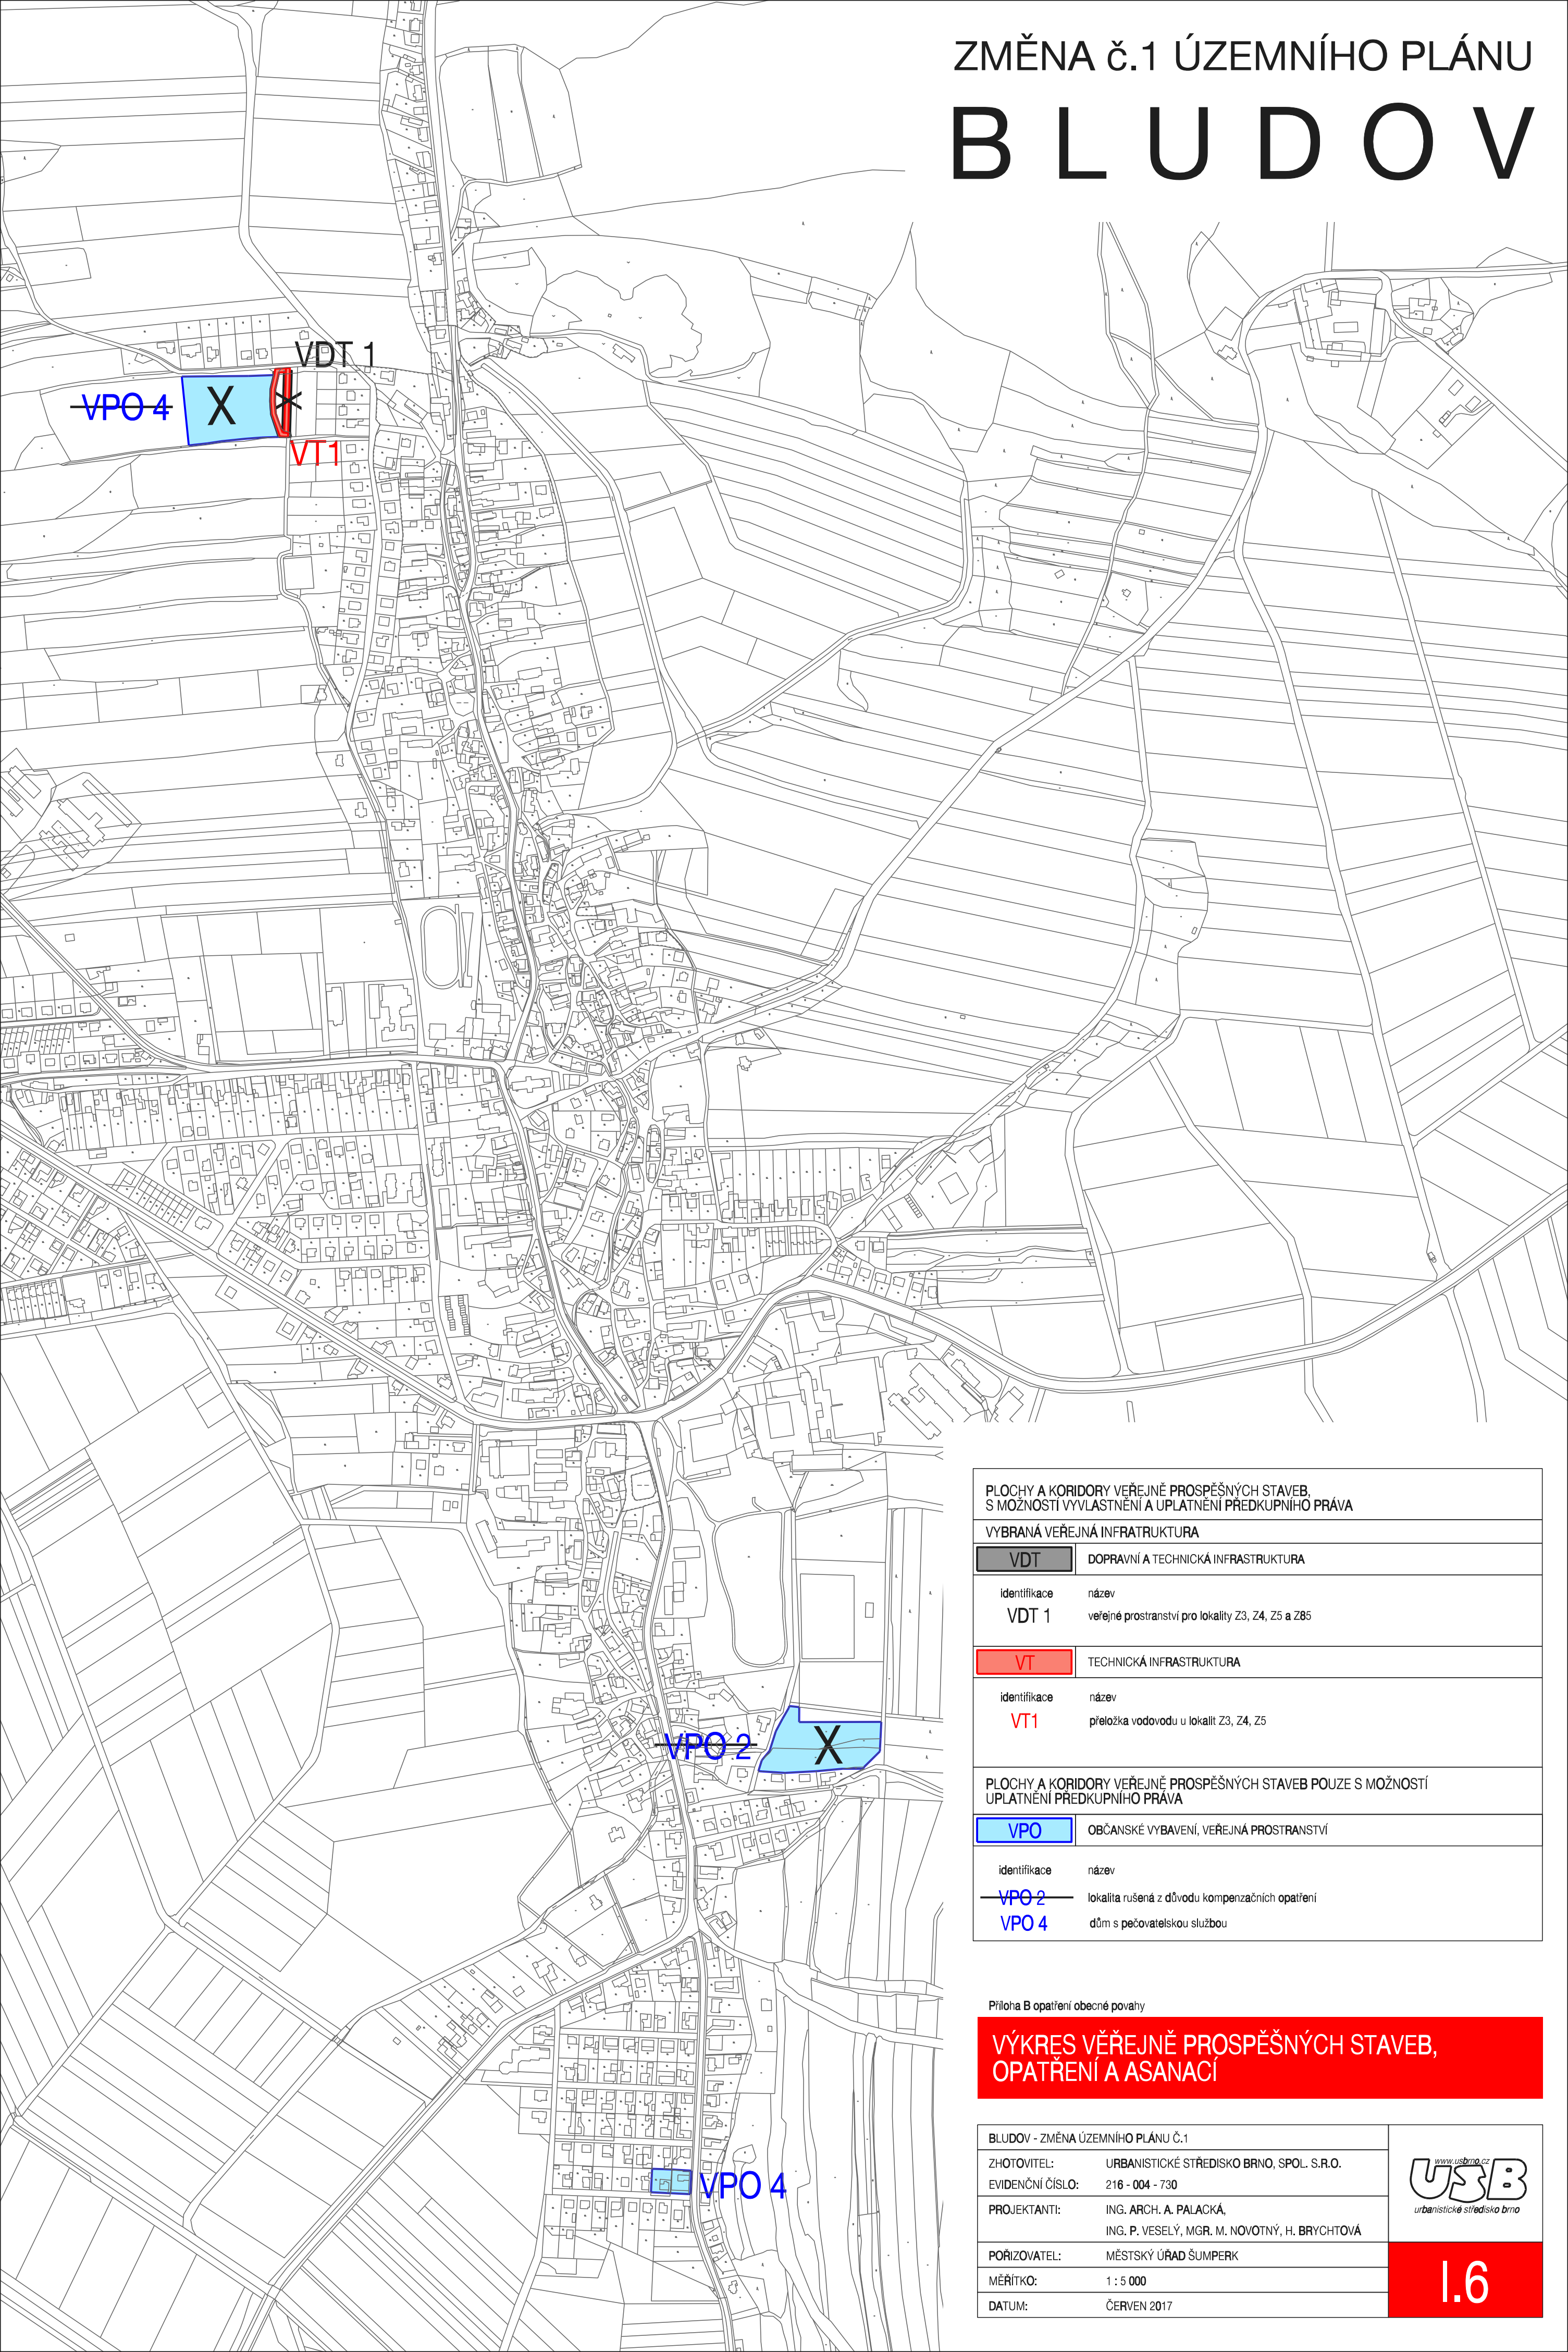 ZMĚNA č.1 ÚZEMNÍHO PLÁNU
BLUDOV
VDT 1
VPO 4
X
X
VT1
VPO 2
X
VPO 4
PLOCHY A KORIDORY VEŘEJNĚ PROSPĚŠNÝCH STAVEB,
S MOŽNOSTÍ VYVLASTNĚNÍ A UPLATNĚNÍ PŘEDKUPNÍHO PRÁVA
VYBRANÁ VEŘEJNÁ INFRATRUKTURA
VDT DOPRAVNÍ A TECHNICKÁ INFRASTRUKTURA
identifikace název
VDT 1 veřejné prostranství pro lokality Z3, Z4, Z5 a Z85
VT TECHNICKÁ INFRASTRUKTURA
identifikace název
VT1 přeložka vodovodu u lokalit Z3, Z4, Z5
PLOCHY A KORIDORY VEŘEJNĚ PROSPĚŠNÝCH STAVEB POUZE S MOŽNOSTÍ
UPLATNĚNÍ PŘEDKUPNÍHO PRÁVA
VPO OBČANSKÉ VYBAVENÍ, VEŘEJNÁ PROSTRANSTVÍ
identifikace název
VPO 2 lokalita rušená z důvodu kompenzačních opatření
VPO 4 dům s pečovatelskou službou
Příloha B opatření obecné povahy
VÝKRES VĚŘEJNĚ PROSPĚŠNÝCH STAVEB,
OPATŘENÍ A ASANACÍ
BLUDOV - ZMĚNA ÚZEMNÍHO PLÁNU Č.1
ZHOTOVITEL: URBANISTICKÉ STŘEDISKO BRNO, SPOL. S.R.O.
EVIDENČNÍ ČÍSLO: 216 - 004 - 730
PROJEKTANTI: ING. ARCH. A. PALACKÁ,
ING. P. VESELÝ, MGR. M. NOVOTNÝ, H. BRYCHTOVÁ
POŘIZOVATEL: MĚSTSKÝ ÚŘAD ŠUMPERK
MĚŘÍTKO: 1 : 5 000
DATUM: ČERVEN 2017
www.usbrno.cz
USB
urbanistické středisko brno
I.6